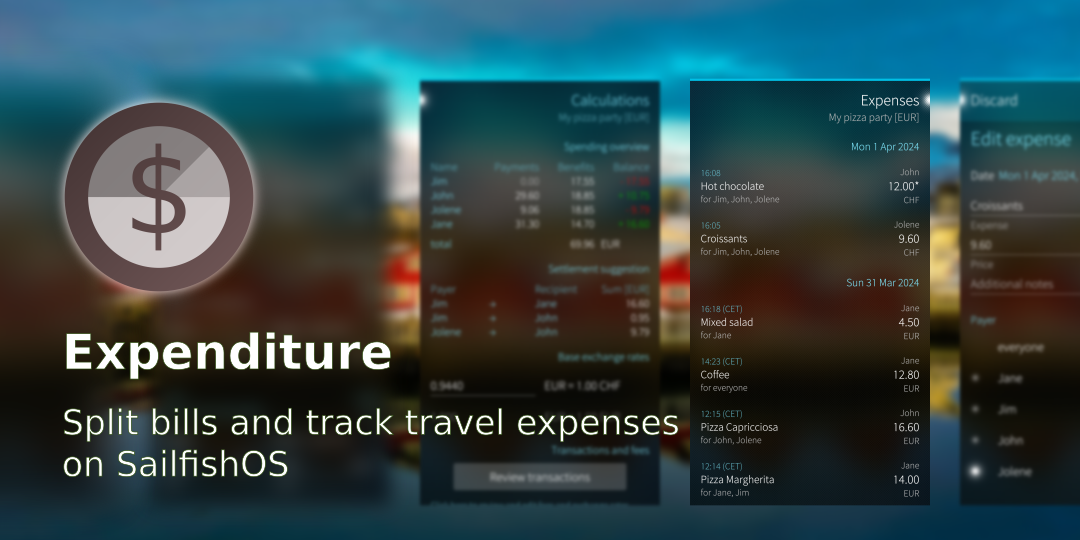 $
Expenditure
Split bills and track travel expenses
on SailfishOS
Calculations
My pizza party [EUR]
Spending overview
Name Payments Benefits Balance
Jim 0.00 17.55
John 29.60 18.85
Jolene 9.06 18.85
Jane 31.30 14.70
total 69.96 EUR
Settlement suggestion
Payer Recipient Sum [EUR]
Jim Jane 16.60
Jim John 0.95
Jolene John 9.79
Base exchange rates
0.9440 EUR = 1.00 CHF
Transactions and fees
Review transactions
Expenses
My pizza party [EUR]
Mon 1 Apr 2024
16:08 John
Hot chocolate 12.00*
for Jim, John, Jolene CHF
16:05 Jolene
Croissants 9.60
for Jim, John, Jolene CHF
Sun 31 Mar 2024
16:18 (CET) Jane
Mixed salad 4.50
for Jane EUR
14:23 (CET) Jane
Coffee 12.80
for everyone EUR
12:15 (CET) John
Pizza Capricciosa 16.60
for John, Jolene EUR
12:14 (CET) Jane
Pizza Margherita 14.00
for Jane, Jim EUR
Discard
Edit expense
Date Mon 1 Apr 2024,
Croissants
Expense
9.60
Price
Additional notes
Payer
everyone
Jane
Jim
John
Jolene